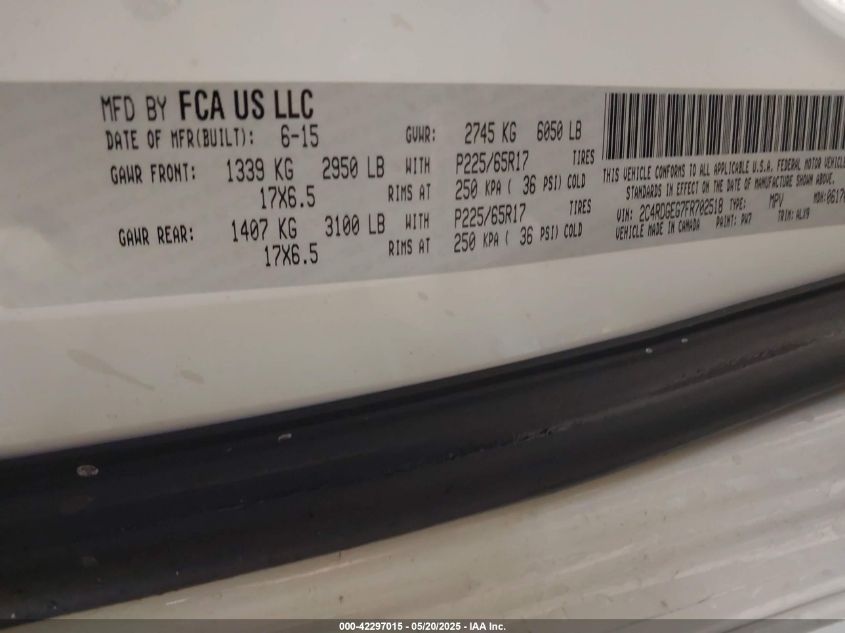 MFD BY FCA US LLC
DATE OF MFR(BUILT): 6-15 GVWR: 2745 KG 6050 LB
GAWR FRONT: 1339 KG 2950 LB WITH P225/65R17 TIRES
17X6.5 RIMS AT 250 KPA ( 36 PSI) COLD
GAWR REAR: 1407 KG 3100 LB WITH P225/65R17 TIRES
17X6.5 RIMS AT 250 KPA ( 36 PSI) COLD
THIS VEHICLE CONFORMS TO ALL APPLICABLE U.S.A. FEDERAL MOTOR VEHICLE
STANDARDS IN EFFECT ON THE DATE OF MANUFACTURE SHOWN ABOVE.
VIN: 2C4RDGEG7FR702518 TYPE: MPV MDH:0617
VEHICLE MADE IN CANADA PAINT: PW7 TRIM: ALX9
000-42297015 - 05/20/2025 - IAA Inc.